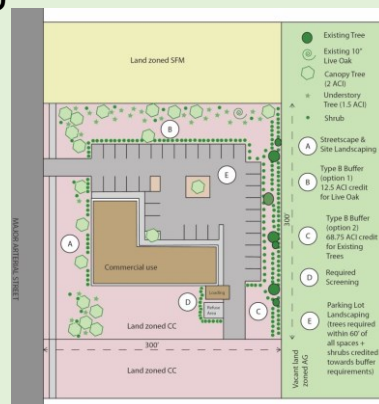 Land zoned SFM
B
E
A
Commercial use
Loading
Refuse
Area
D
C
Land zoned CC
300'
Land zoned CC
MAJOR ARTERIAL STREET
300'
Vacant land
zoned AG
Existing Tree
Existing 10"
Live Oak
Canopy Tree
(2 ACI)
Understory
Tree (1.5 ACI)
Shrub
A
Streetscape &
Site Landscaping
B
Type B Buffer
(option 1)
12.5 ACI credit
for Live Oak
C
Type B Buffer
(option 2)
68.75 ACI credit
for Existing
Trees
D
Required
Screening
E
Parking Lot
Landscaping
(trees required
within 60' of
all spaces +
shrubs credited
towards buffer
requirements)